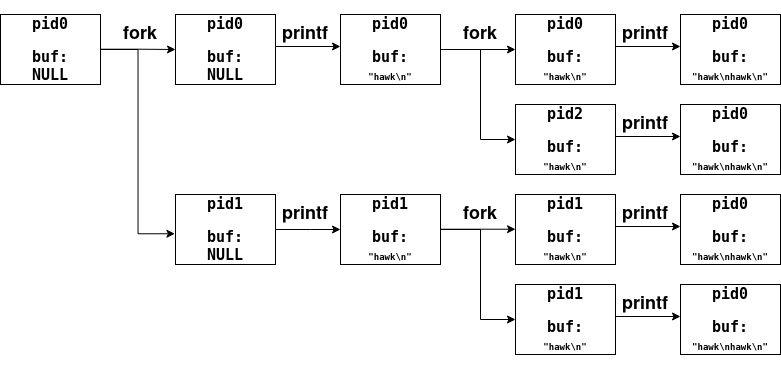 pid0
buf:
NULL
fork
pid0
buf:
NULL
printf
pid0
buf:
"hawk\n"
fork
pid0
buf:
"hawk\n"
printf
pid0
buf:
"hawk\nhawk\n"
pid2
buf:
"hawk\n"
printf
pid0
buf:
"hawk\nhawk\n"
pid1
buf:
NULL
printf
pid1
buf:
"hawk\n"
fork
pid1
buf:
"hawk\n"
printf
pid0
buf:
"hawk\nhawk\n"
pid1
buf:
"hawk\n"
printf
pid0
buf:
"hawk\nhawk\n"